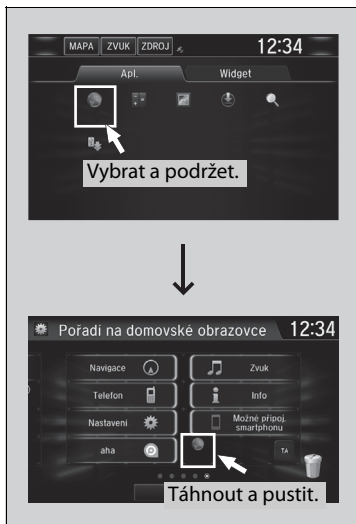 MAPA ZVUK ZDROJ 12:34
Apl. Widget
Vybrat a podržet.
Pořadí na domovské obrazovce 12:34
Navigace Zvuk
Telefon Info
Nastavení Možné připoj. smartphonu
aha TA
Táhnout a pustit.